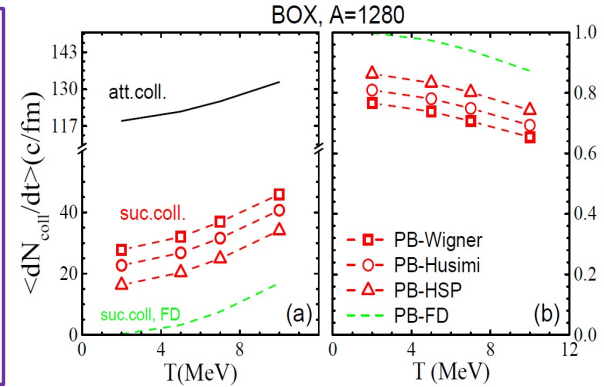 BOX, A=1280
143
130
117
40
20
0
<dN_coll/dt>(c/fm)
att.coll.
suc.coll.
suc.coll, FD
(a)
0 4 8
T(MeV)
PB-Wigner
PB-Husimi
PB-HSP
PB-FD
(b)
1.0
0.8
0.6
0.4
0.2
0.0
0 4 8 12
T (MeV)